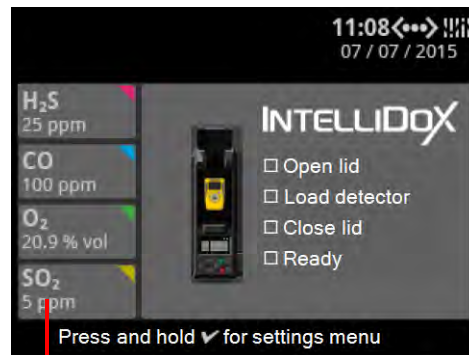 11:08
07 / 07 / 2015
H₂S
25 ppm
CO
100 ppm
O₂
20.9 % vol
SO₂
5 ppm
INTELLIDOX
☐ Open lid
☐ Load detector
☐ Close lid
☐ Ready
Press and hold ✔ for settings menu